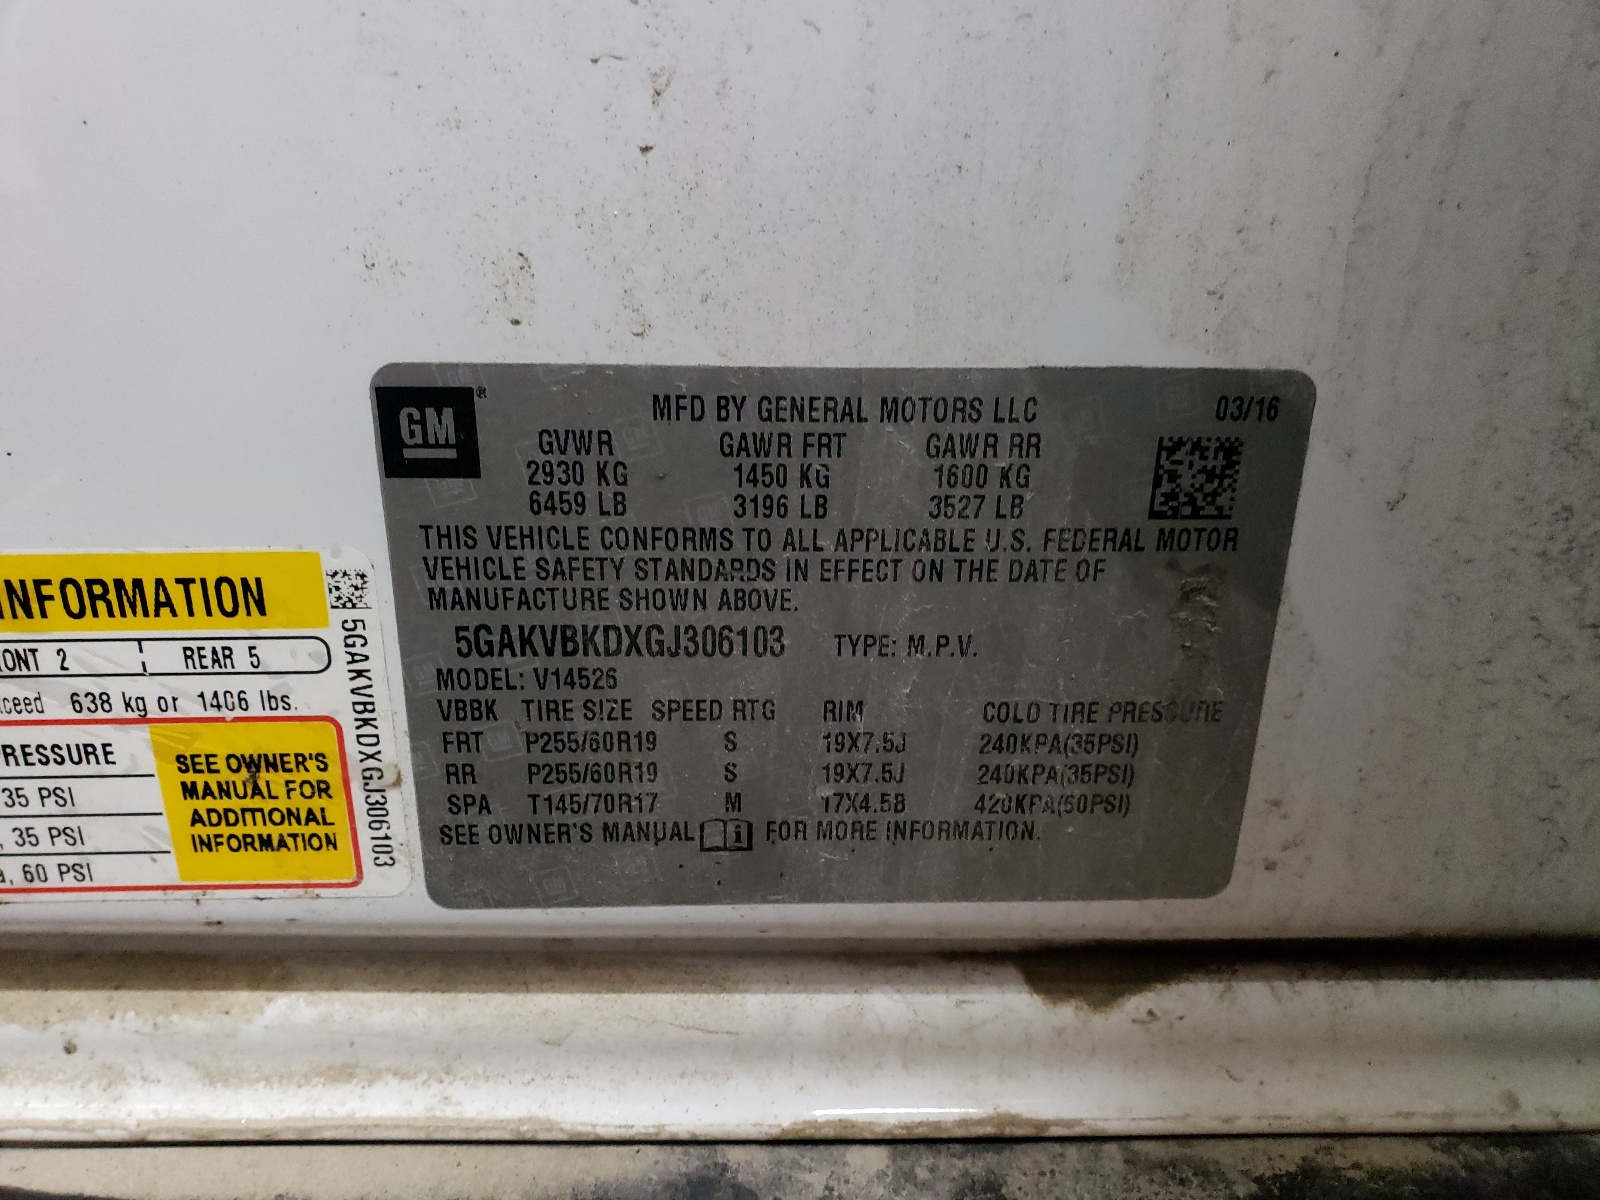 GM®
MFD BY GENERAL MOTORS LLC 03/16
GVWR GAWR FRT GAWR RR
2930 KG 1450 KG 1600 KG
6459 LB 3196 LB 3527 LB
THIS VEHICLE CONFORMS TO ALL APPLICABLE U.S. FEDERAL MOTOR
VEHICLE SAFETY STANDARDS IN EFFECT ON THE DATE OF
MANUFACTURE SHOWN ABOVE.
5GAKVBKDXGJ306103 TYPE: M.P.V.
MODEL: V14526
VBBK TIRE SIZE SPEED RTG RIM COLD TIRE PRESSURE
FRT P255/60R19 S 19X7.5J 240KPA(35PSI)
RR P255/60R19 S 19X7.5J 240KPA(35PSI)
SPA T145/70R17 M 17X4.5B 420KPA(60PSI)
SEE OWNER'S MANUAL FOR MORE INFORMATION.
INFORMATION
ONT 2 REAR 5
ceed 638 kg or 1406 lbs.
RESSURE
35 PSI
, 35 PSI
a, 60 PSI
SEE OWNER'S
MANUAL FOR
ADDITIONAL
INFORMATION
5GAKVBKDXGJ306103